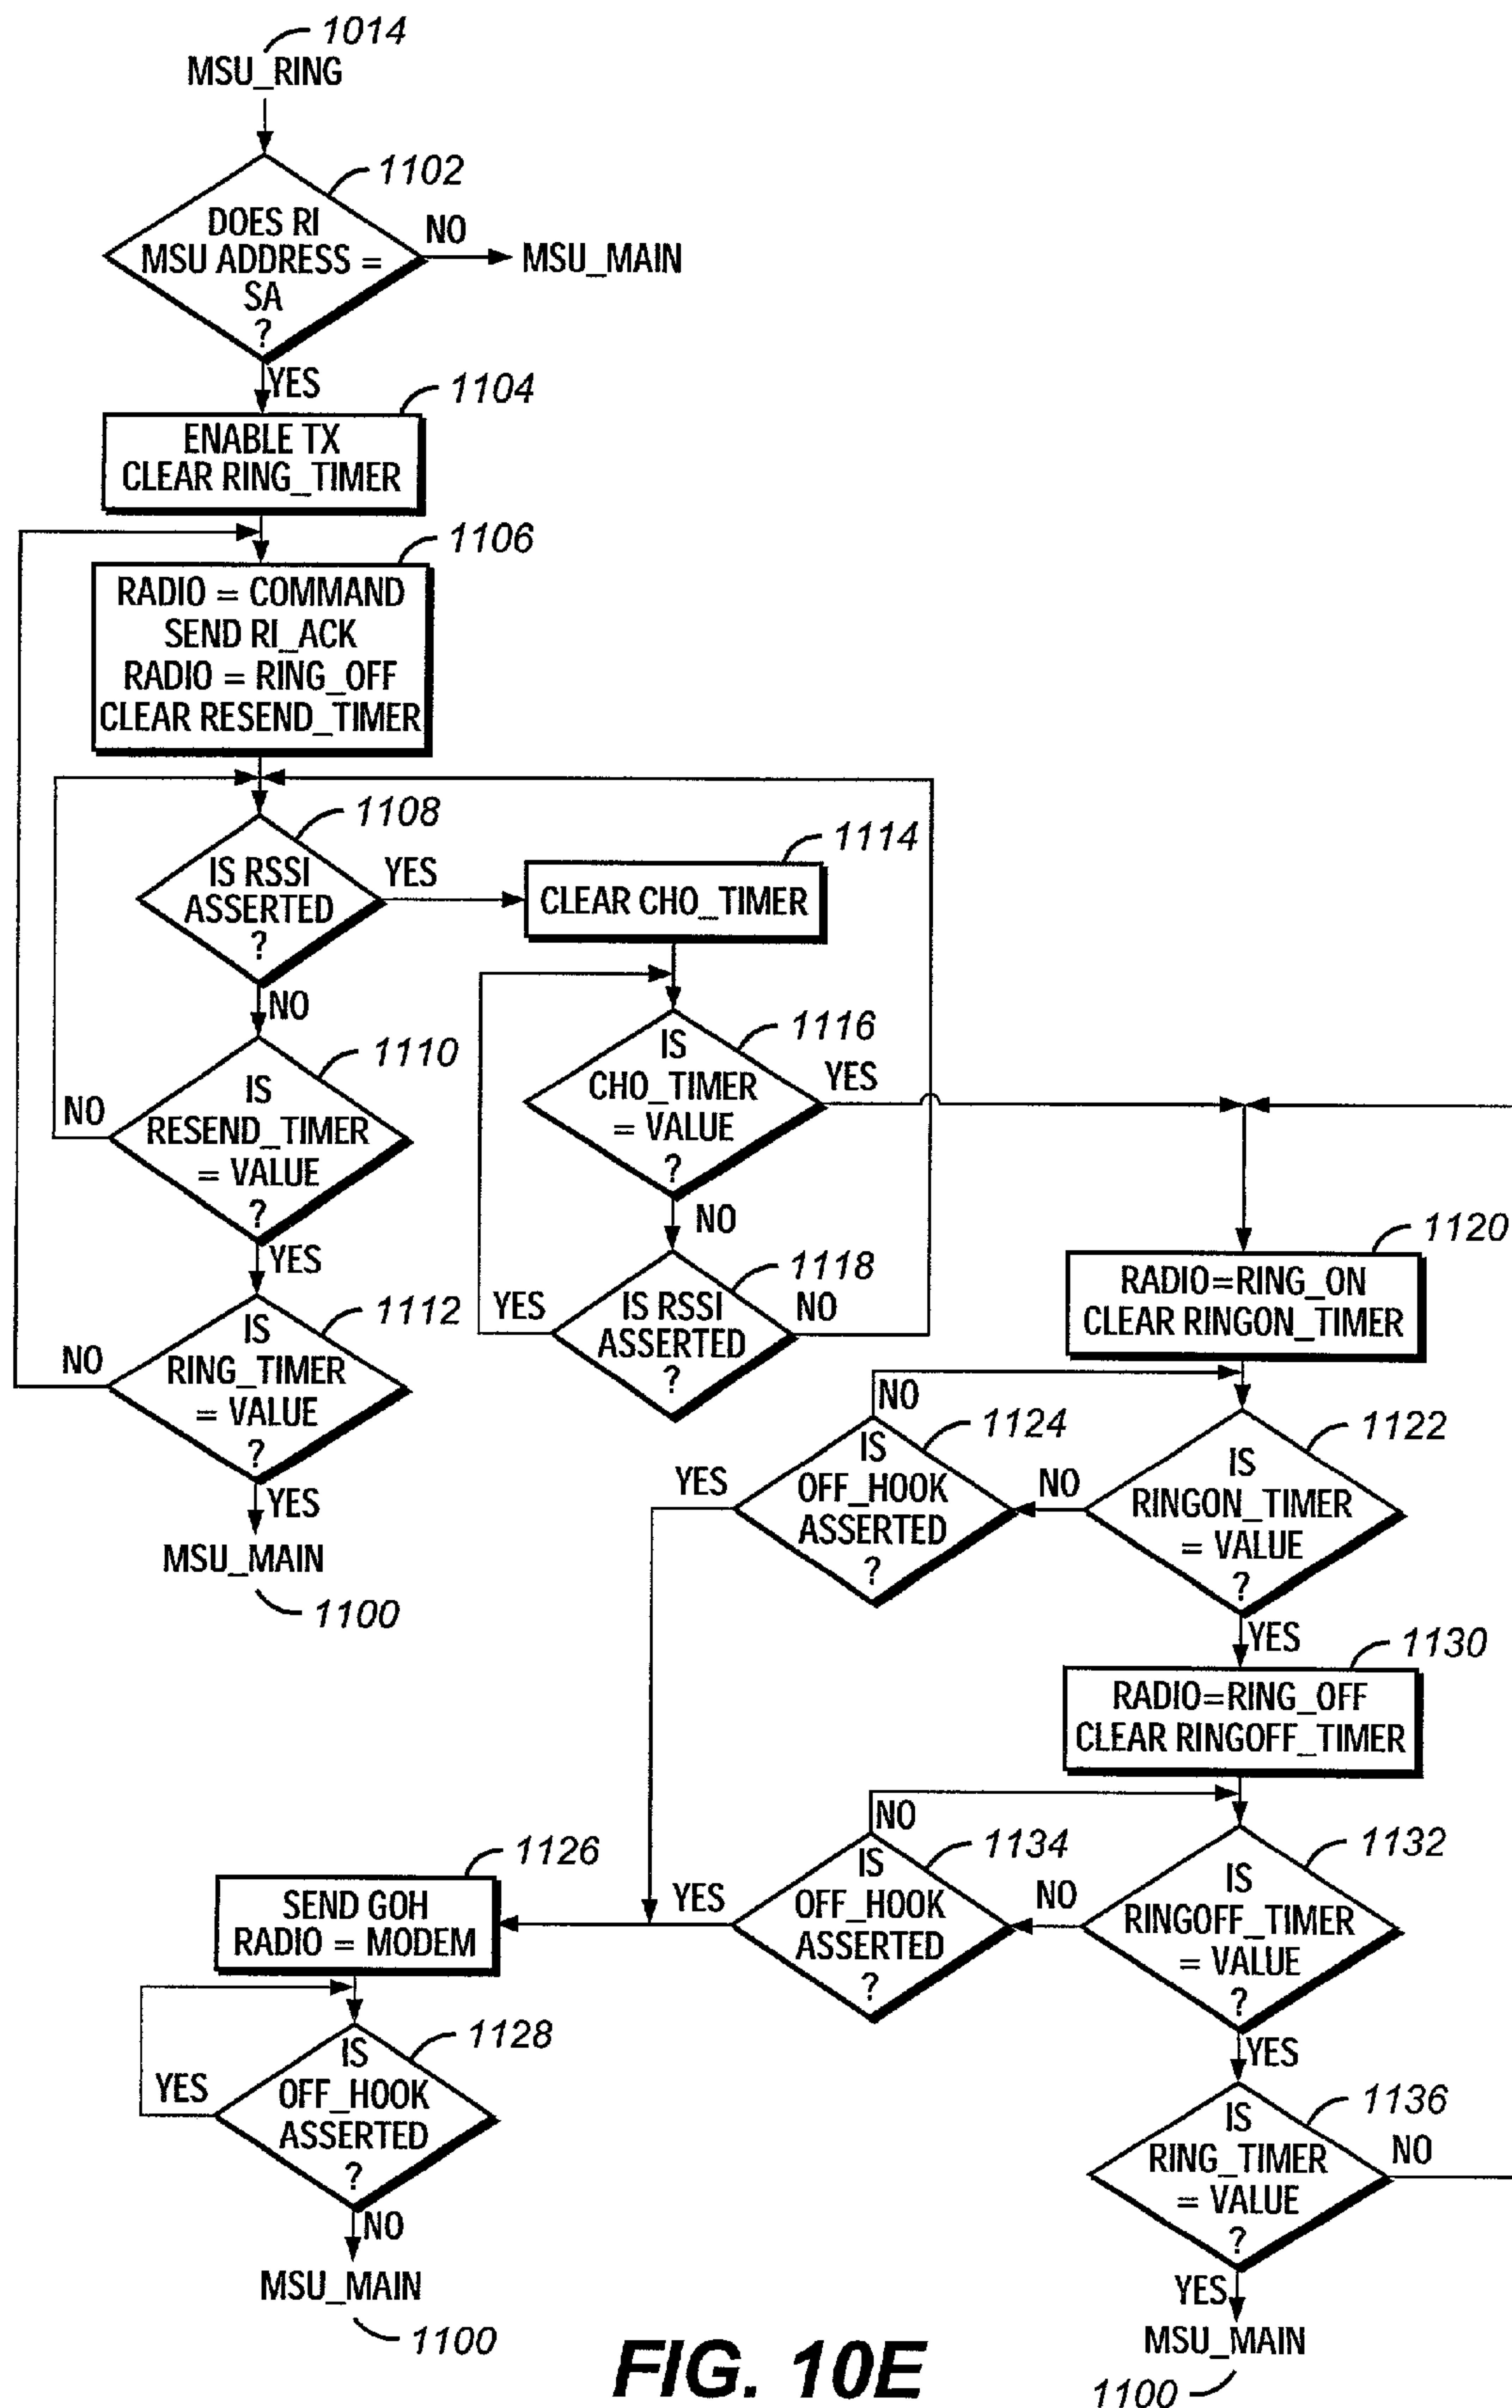 1014
MSU_RING
1102
DOES RI
MSU ADDRESS =
SA
?
NO
MSU_MAIN
YES
1104
ENABLE TX
CLEAR RING_TIMER
1106
RADIO = COMMAND
SEND RI_ACK
RADIO = RING_OFF
CLEAR RESEND_TIMER
1108
IS RSSI
ASSERTED
?
YES
NO
1110
IS
RESEND_TIMER
= VALUE
?
NO
YES
1112
IS
RING_TIMER
= VALUE
?
NO
YES
MSU_MAIN
1100
1114
CLEAR CHO_TIMER
1116
IS
CHO_TIMER
= VALUE
?
YES
NO
1118
IS RSSI
ASSERTED
?
YES
NO
1120
RADIO=RING_ON
CLEAR RINGON_TIMER
1122
IS
RINGON_TIMER
= VALUE
?
NO
YES
1124
IS
OFF_HOOK
ASSERTED
?
NO
YES
1130
RADIO=RING_OFF
CLEAR RINGOFF_TIMER
1132
IS
RINGOFF_TIMER
= VALUE
?
NO
YES
1134
IS
OFF_HOOK
ASSERTED
?
NO
YES
1126
SEND GOH
RADIO = MODEM
1128
IS
OFF_HOOK
ASSERTED
?
YES
NO
MSU_MAIN
1100
1136
IS
RING_TIMER
= VALUE
?
NO
YES
MSU_MAIN
1100
FIG. 10E